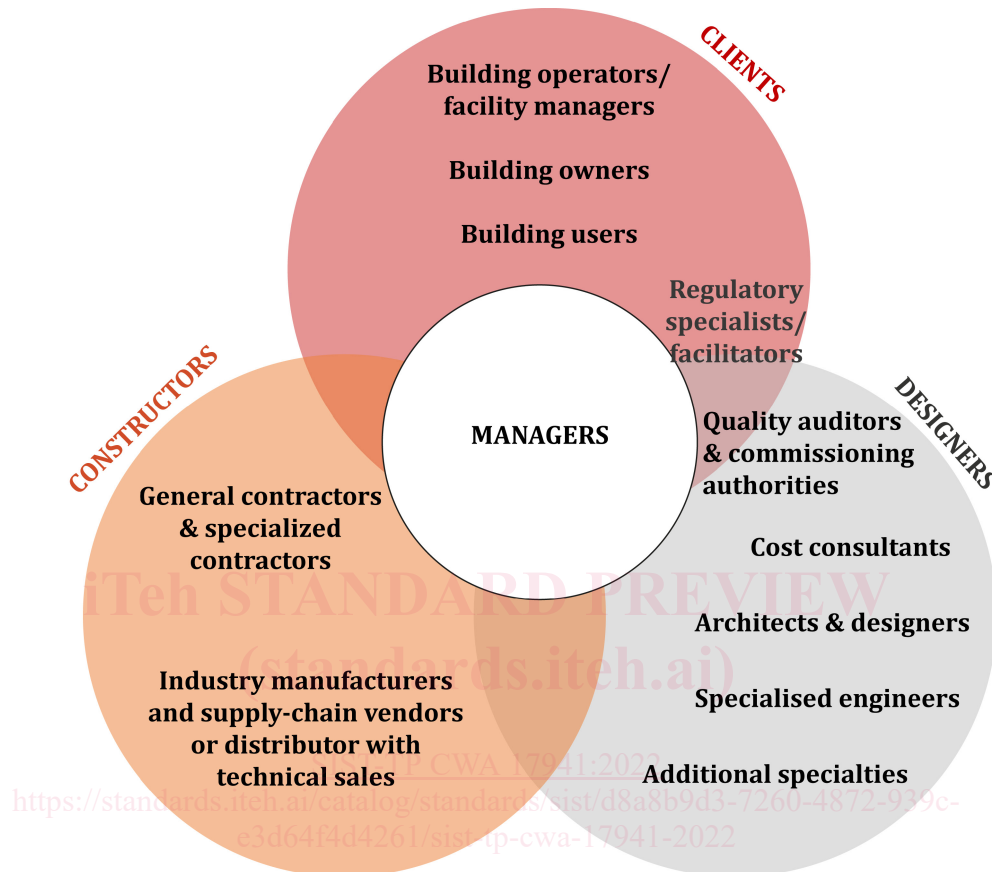 CLIENTS
Building operators/
facility managers
Building owners
Building users
Regulatory
specialists/
facilitators
CONSTRUCTORS
DESIGNERS
MANAGERS
Quality auditors
& commissioning
authorities
General contractors
& specialized
contractors
Cost consultants
iTeh STANDARD PREVIEW
Architects & designers
(standards.iteh.ai)
Industry manufacturers
and supply-chain vendors
or distributor with
technical sales
Specialised engineers
SIST-TP CWA 17941:2022
Additional specialties
https://standards.iteh.ai/catalog/standards/sist/d8a8b9d3-7260-4872-939c-
e3d64f4d4261/sist-tp-cwa-17941-2022